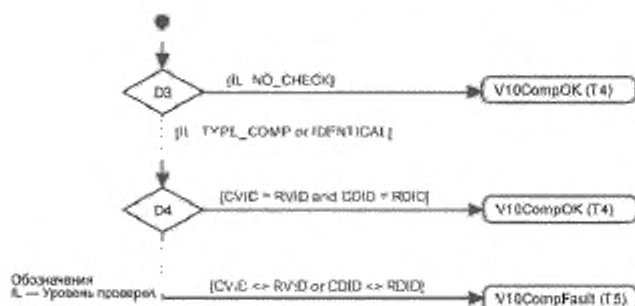 D3
[IL NO_CHECK]
V10CompOK (T4)
[IL TYPE_COMP or IDENTICAL]
D4
[CVID = RVID and CDID = RDID]
V10CompOK (T4)
Обозначения
IL — Уровень проверки
[CVID <> RVID or CDID <> RDID]
V10CompFault (T5)